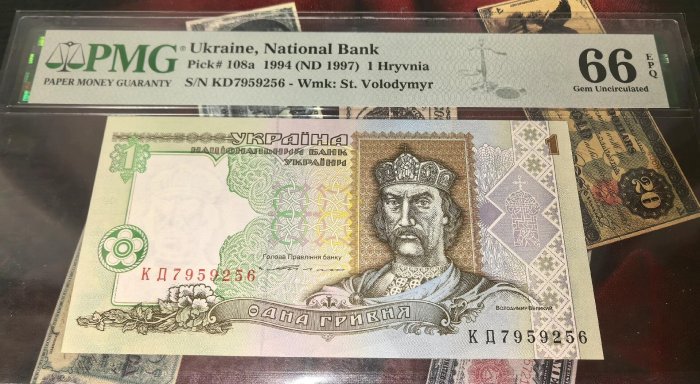 PMG
PAPER MONEY GUARANTY
Ukraine, National Bank
Pick# 108a 1994 (ND 1997) 1 Hryvnia
S/N KD7959256 - Wmk: St. Volodymyr
66
EPQ
Gem Uncirculated
1
УКРАЇНА
НАЦІОНАЛЬНИЙ БАНК
УКРАЇНИ
1
Голова Правління банку
КД7959256
Володимир Великий
ОДНА ГРИВНЯ
КД7959256
20